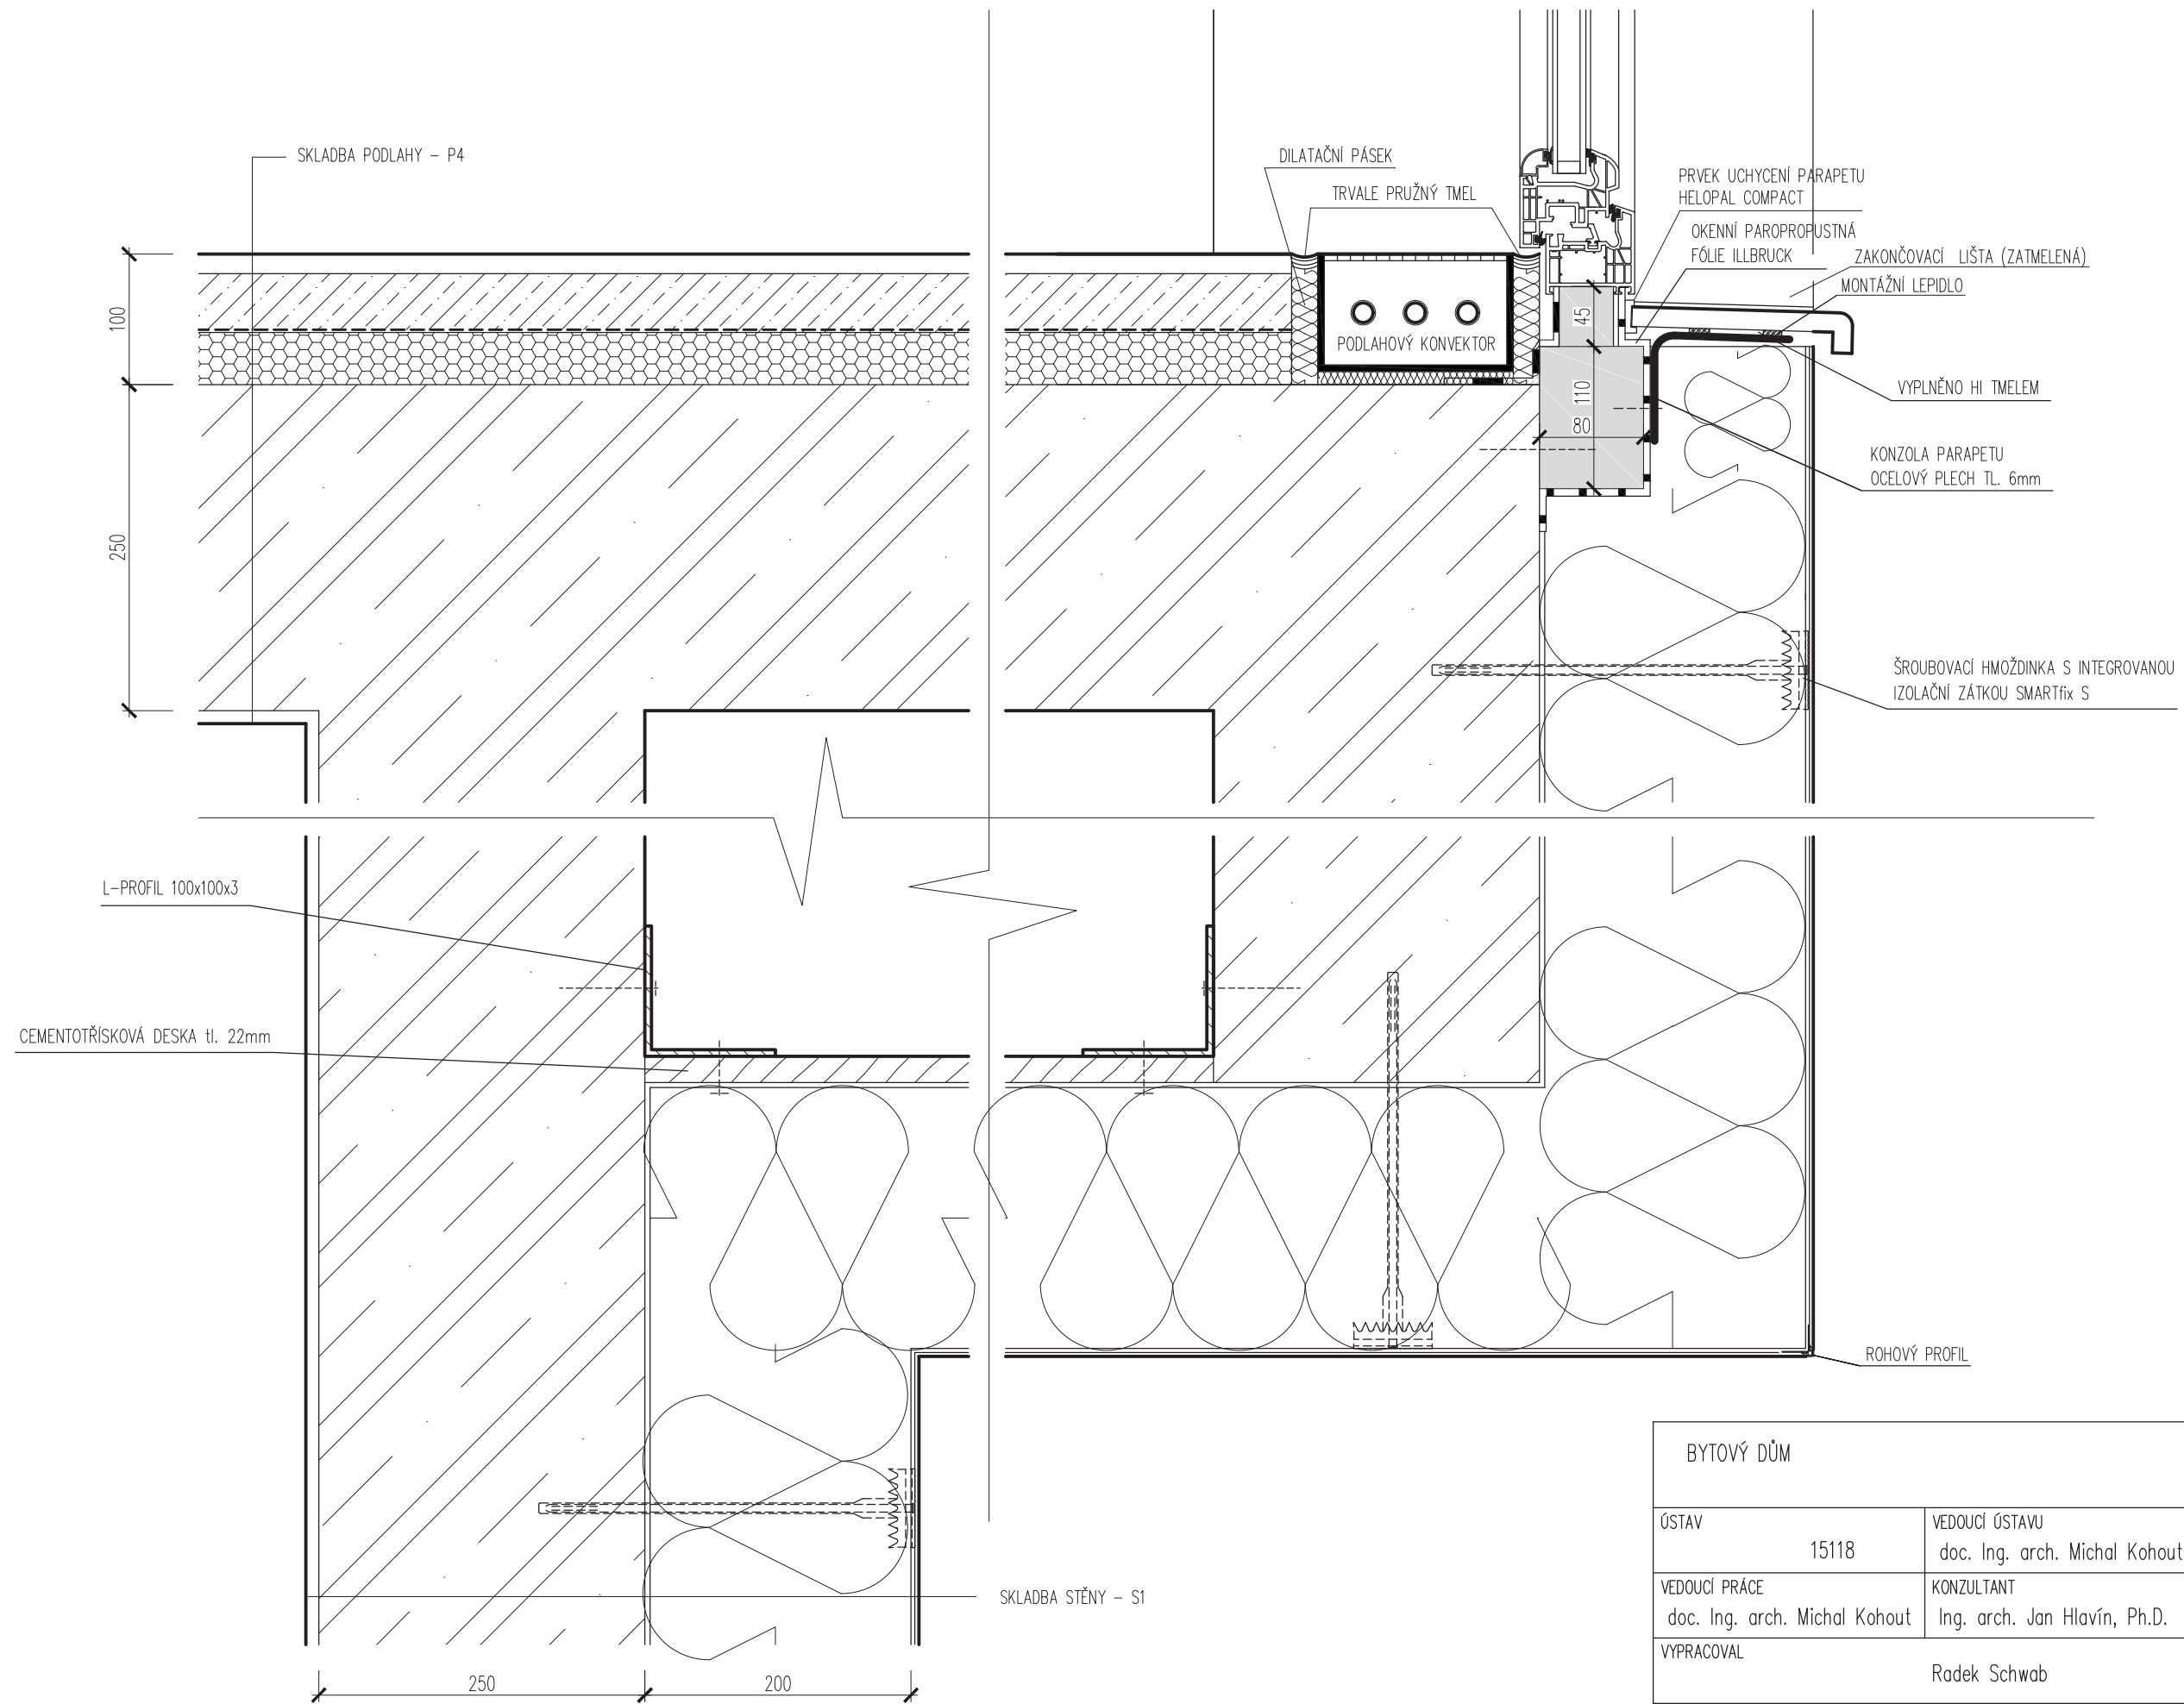 SKLADBA PODLAHY - P4
DILATAČNÍ PÁSEK
TRVALE PRUŽNÝ TMEL
PRVEK UCHYCENÍ PARAPETU
HELOPAL COMPACT
OKENNÍ PAROPROPUSTNÁ
FÓLIE ILLBRUCK
ZAKONČOVACÍ LIŠTA (ZATMELENÁ)
MONTÁŽNÍ LEPIDLO
100
45
PODLAHOVÝ KONVEKTOR
110
80
VYPLNĚNO HI TMELEM
KONZOLA PARAPETU
OCELOVÝ PLECH TL. 6mm
250
ŠROUBOVACÍ HMOŽDINKA S INTEGROVANOU
IZOLAČNÍ ZÁTKOU SMARTfix S
L-PROFIL 100x100x3
CEMENTOTŘÍSKOVÁ DESKA tl. 22mm
ROHOVÝ PROFIL
SKLADBA STĚNY - S1
250
200
BYTOVÝ DŮM
ÚSTAV
15118
VEDOUCÍ ÚSTAVU
doc. Ing. arch. Michal Kohout
VEDOUCÍ PRÁCE
doc. Ing. arch. Michal Kohout
KONZULTANT
Ing. arch. Jan Hlavín, Ph.D.
VYPRACOVAL
Radek Schwab